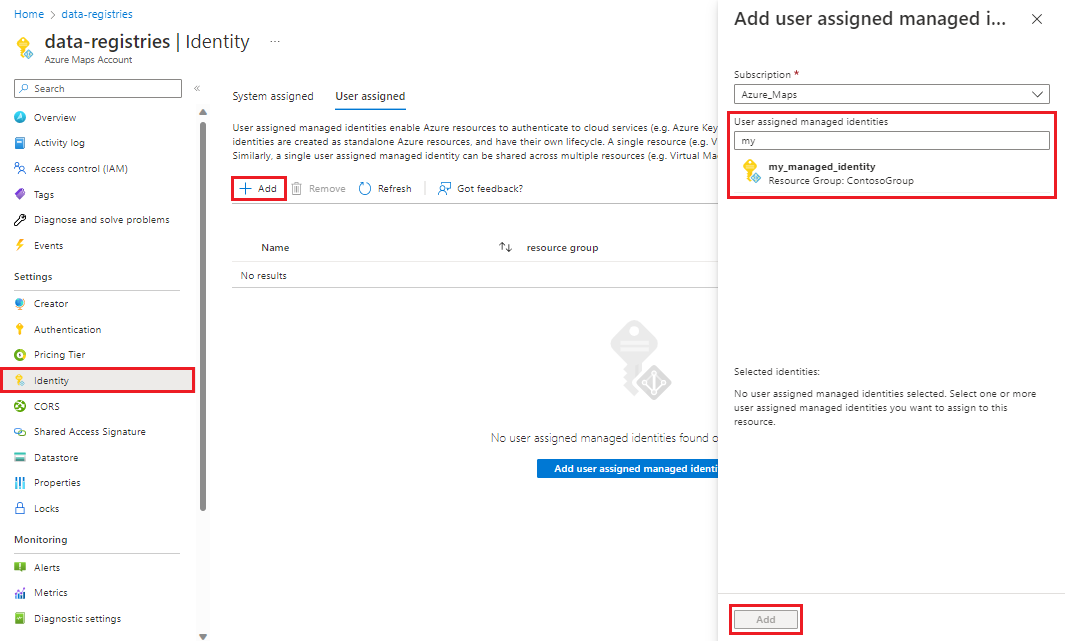 Home > data-registries
data-registries | Identity ...
Azure Maps Account
Search
«
Overview
Activity log
Access control (IAM)
Tags
Diagnose and solve problems
Events
Settings
Creator
Authentication
Pricing Tier
Identity
CORS
Shared Access Signature
Datastore
Properties
Locks
Monitoring
Alerts
Metrics
Diagnostic settings
System assigned User assigned
User assigned managed identities enable Azure resources to authenticate to cloud services (e.g. Azure Key
identities are created as standalone Azure resources, and have their own lifecycle. A single resource (e.g. V
Similarly, a single user assigned managed identity can be shared across multiple resources (e.g. Virtual Ma
Add Remove Refresh Got feedback?
Name resource group
No results
No user assigned managed identities found o
Add user assigned managed identi
Add user assigned managed i...
Subscription *
Azure_Maps
User assigned managed identities
my
my_managed_identity
Resource Group: ContosoGroup
Selected identities:
No user assigned managed identities selected. Select one or more
user assigned managed identities you want to assign to this
resource.
Add